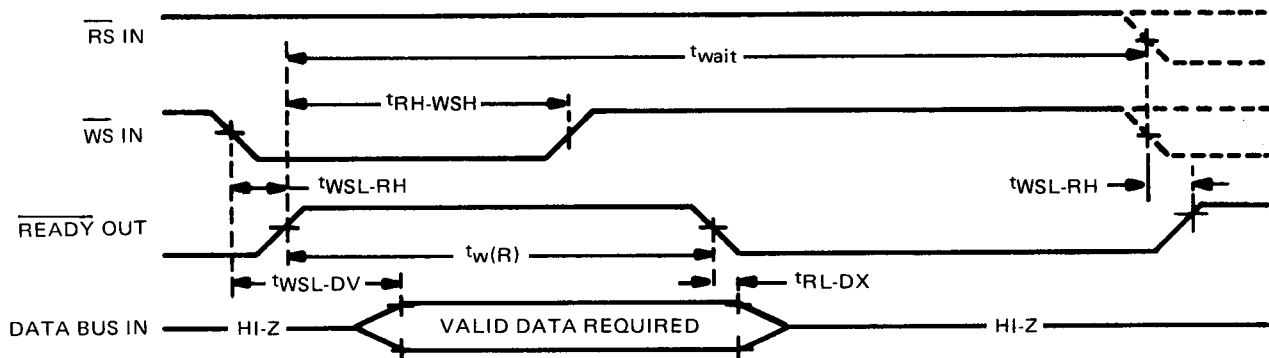 RS IN
twait
tRH-WSH
WS IN
tWSL-RH
tWSL-RH
READY OUT
tw(R)
tWSL-DV
tRL-DX
DATA BUS IN
HI-Z
VALID DATA REQUIRED
HI-Z